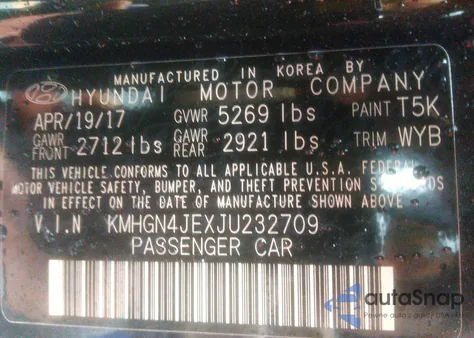 MANUFACTURED IN KOREA BY
HYUNDAI MOTOR COMPANY
APR/19/17 GVWR 5269 lbs PAINT T5K
GAWR FRONT 2712 lbs GAWR REAR 2921 lbs TRIM WYB
THIS VEHICLE CONFORMS TO ALL APPLICABLE U.S.A. FEDERAL
MOTOR VEHICLE SAFETY, BUMPER, AND THEFT PREVENTION STANDARDS
IN EFFECT ON THE DATE OF MANUFACTURE SHOWN ABOVE
V.I.N KMHGN4JEXJU232709
PASSENGER CAR
autoSnap